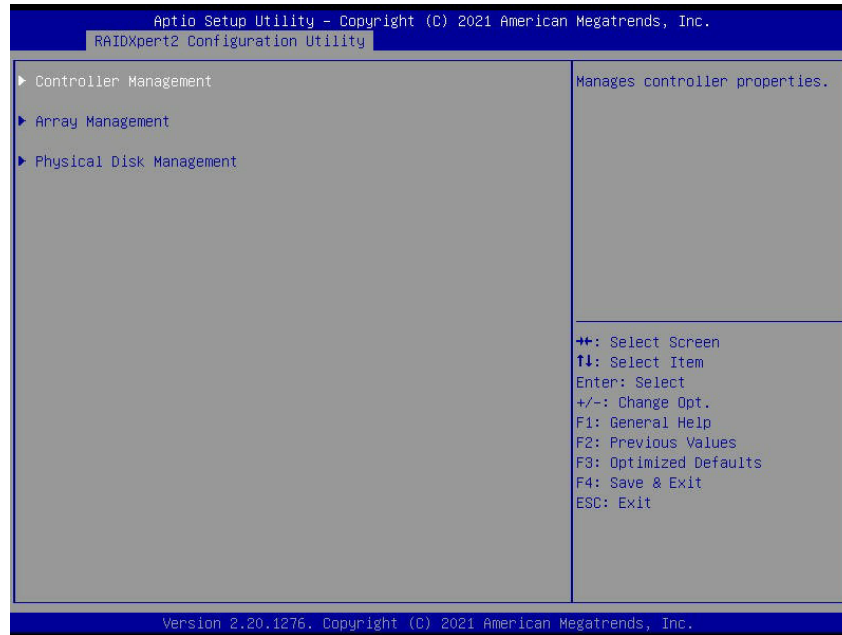 Aptio Setup Utility – Copyright (C) 2021 American Megatrends, Inc.
RAIDXpert2 Configuration Utility
▶ Controller Management
▶ Array Management
▶ Physical Disk Management
Manages controller properties.
→←: Select Screen
↑↓: Select Item
Enter: Select
+/-: Change Opt.
F1: General Help
F2: Previous Values
F3: Optimized Defaults
F4: Save & Exit
ESC: Exit
Version 2.20.1276. Copyright (C) 2021 American Megatrends, Inc.